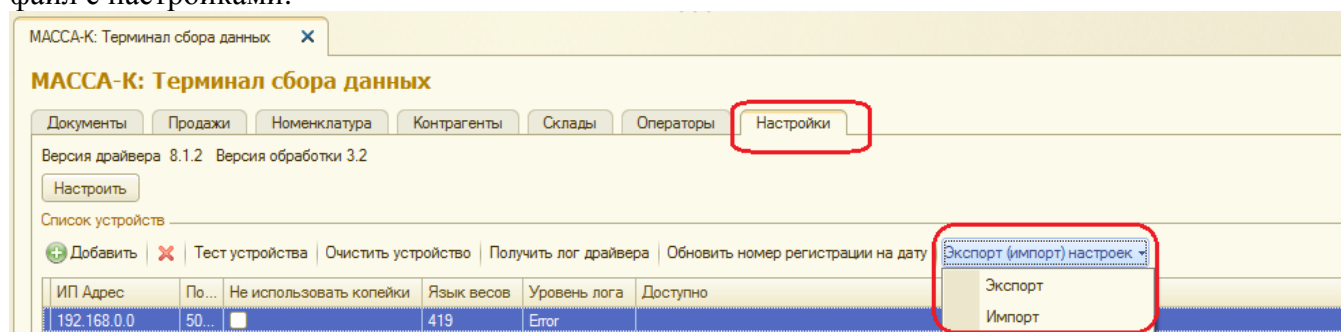 файл с настройками:
МАССА-К: Терминал сбора данных
МАССА-К: Терминал сбора данных
Документы Продажи Номенклатура Контрагенты Склады Операторы Настройки
Версия драйвера 8.1.2 Версия обработки 3.2
Настроить
Список устройств
Добавить Тест устройства Очистить устройство Получить лог драйвера Обновить номер регистрации на дату Экспорт (импорт) настроек
ИП Адрес По... Не использовать копейки Язык весов Уровень лога Доступно
Экспорт
192.168.0.0 50... 419 Error
Импорт